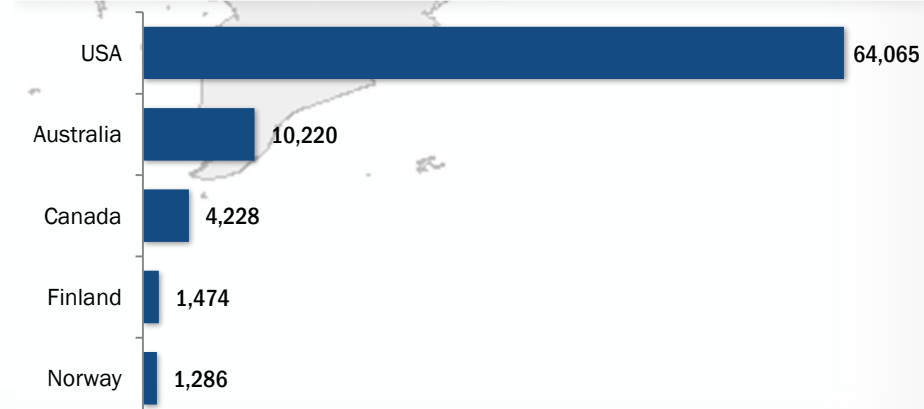 USA 64,065
Australia 10,220
Canada 4,228
Finland 1,474
Norway 1,286